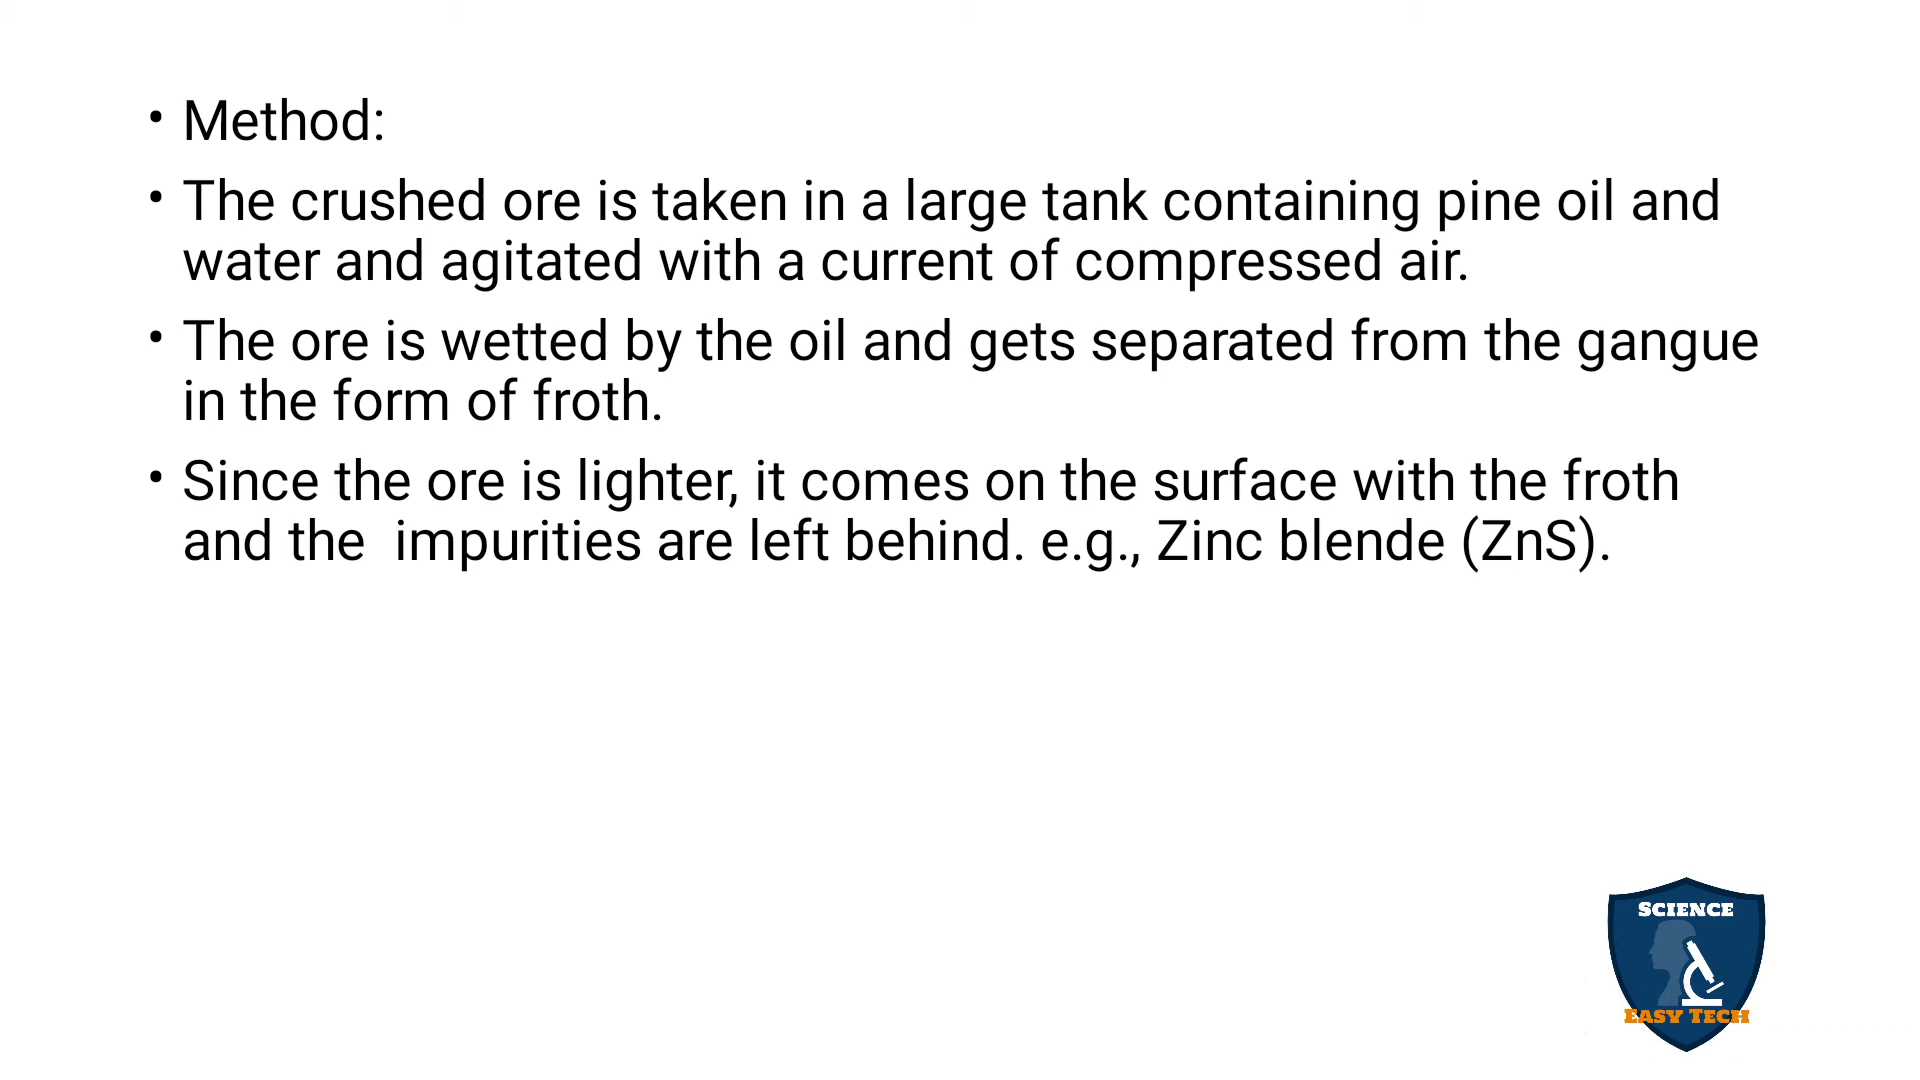 • Method:
• The crushed ore is taken in a large tank containing pine oil and
water and agitated with a current of compressed air.
• The ore is wetted by the oil and gets separated from the gangue
in the form of froth.
• Since the ore is lighter, it comes on the surface with the froth
and the  impurities are left behind. e.g., Zinc blende (ZnS).
SCIENCE
EASY TECH